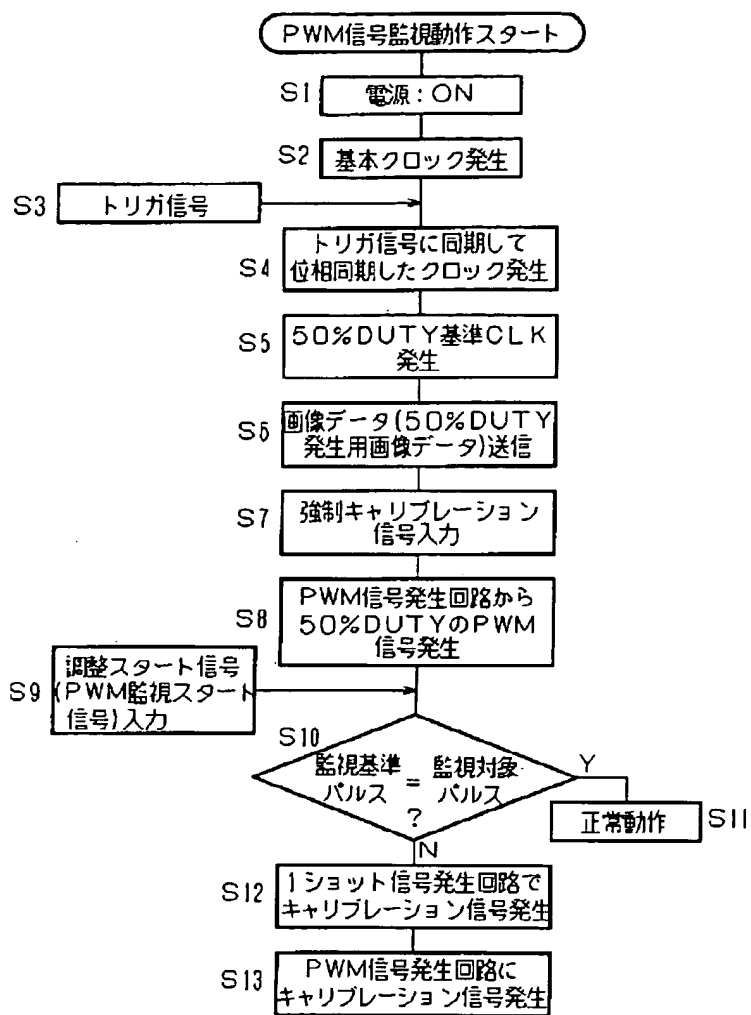 PWM信号監視動作スタート
S1
電源：ON
S2
基本クロック発生
S3
トリガ信号
S4
トリガ信号に同期して
位相同期したクロック発生
S5
50%DUTY基準CLK
発生
S6
画像データ(50%DUTY
発生用画像データ)送信
S7
強制キャリブレーション
信号入力
S8
PWM信号発生回路から
50%DUTYのPWM
信号発生
S9
調整スタート信号
(PWM監視スタート
信号)入力
S10
監視基準 監視対象
パルス = パルス
?
Y
S11
正常動作
N
S12
1ショット信号発生回路で
キャリブレーション信号発生
S13
PWM信号発生回路に
キャリブレーション信号発生